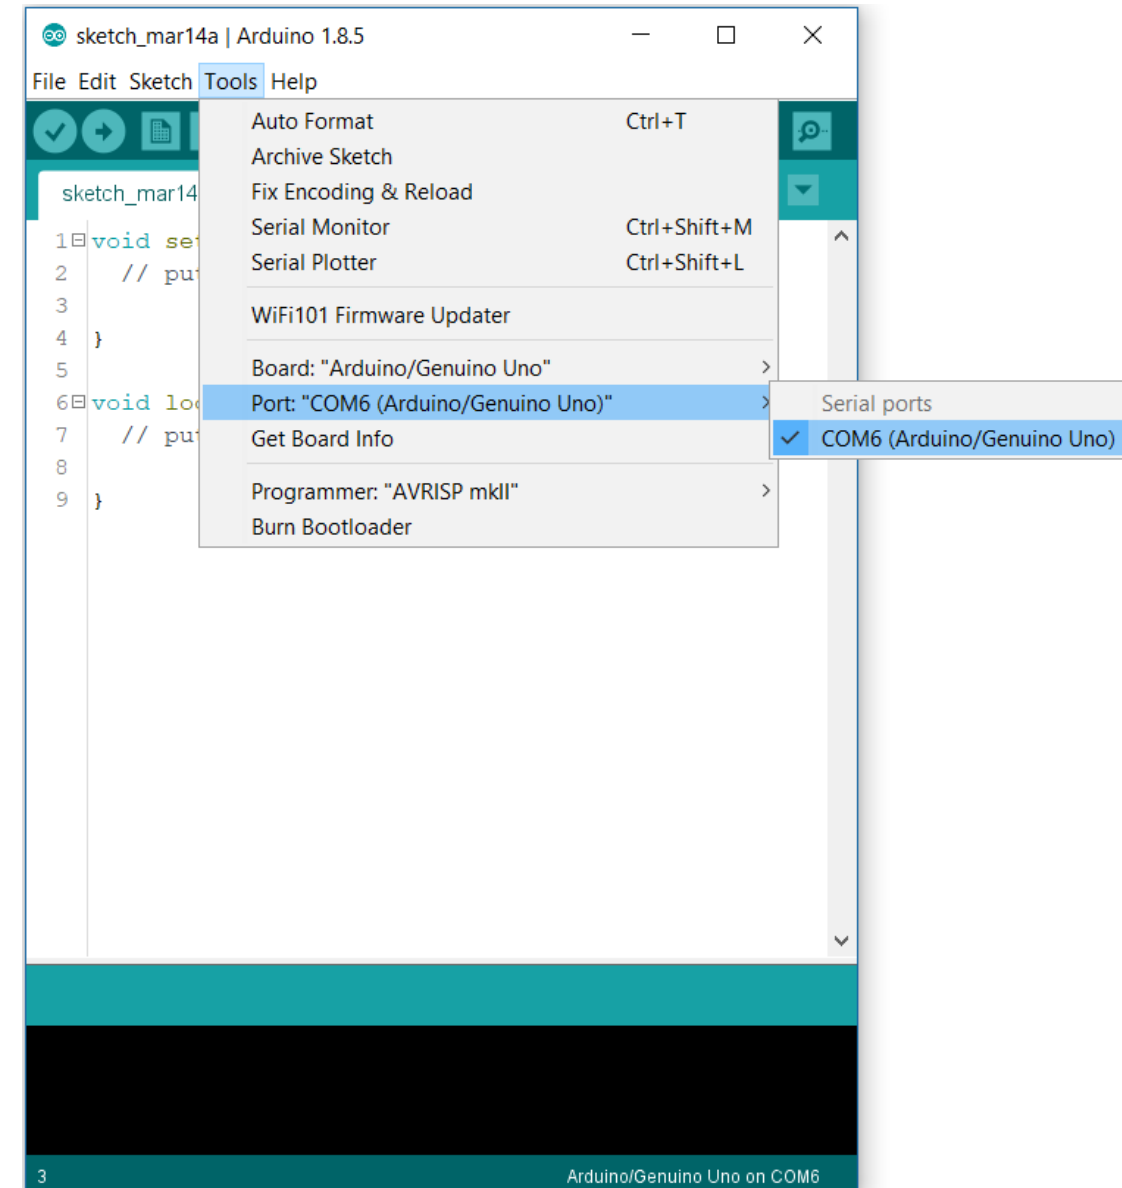 sketch_mar14a | Arduino 1.8.5
File Edit Sketch Tools Help
Auto Format Ctrl+T
Archive Sketch
sketch_mar14
Fix Encoding & Reload
Serial Monitor Ctrl+Shift+M
Serial Plotter Ctrl+Shift+L
WiFi101 Firmware Updater
Board: "Arduino/Genuino Uno"
Port: "COM6 (Arduino/Genuino Uno)"
Get Board Info
Programmer: "AVRISP mkII"
Burn Bootloader
Serial ports
COM6 (Arduino/Genuino Uno)
1 void se
2 // pu
3
4 }
5
6 void lo
7 // pu
8
9 }
3 Arduino/Genuino Uno on COM6